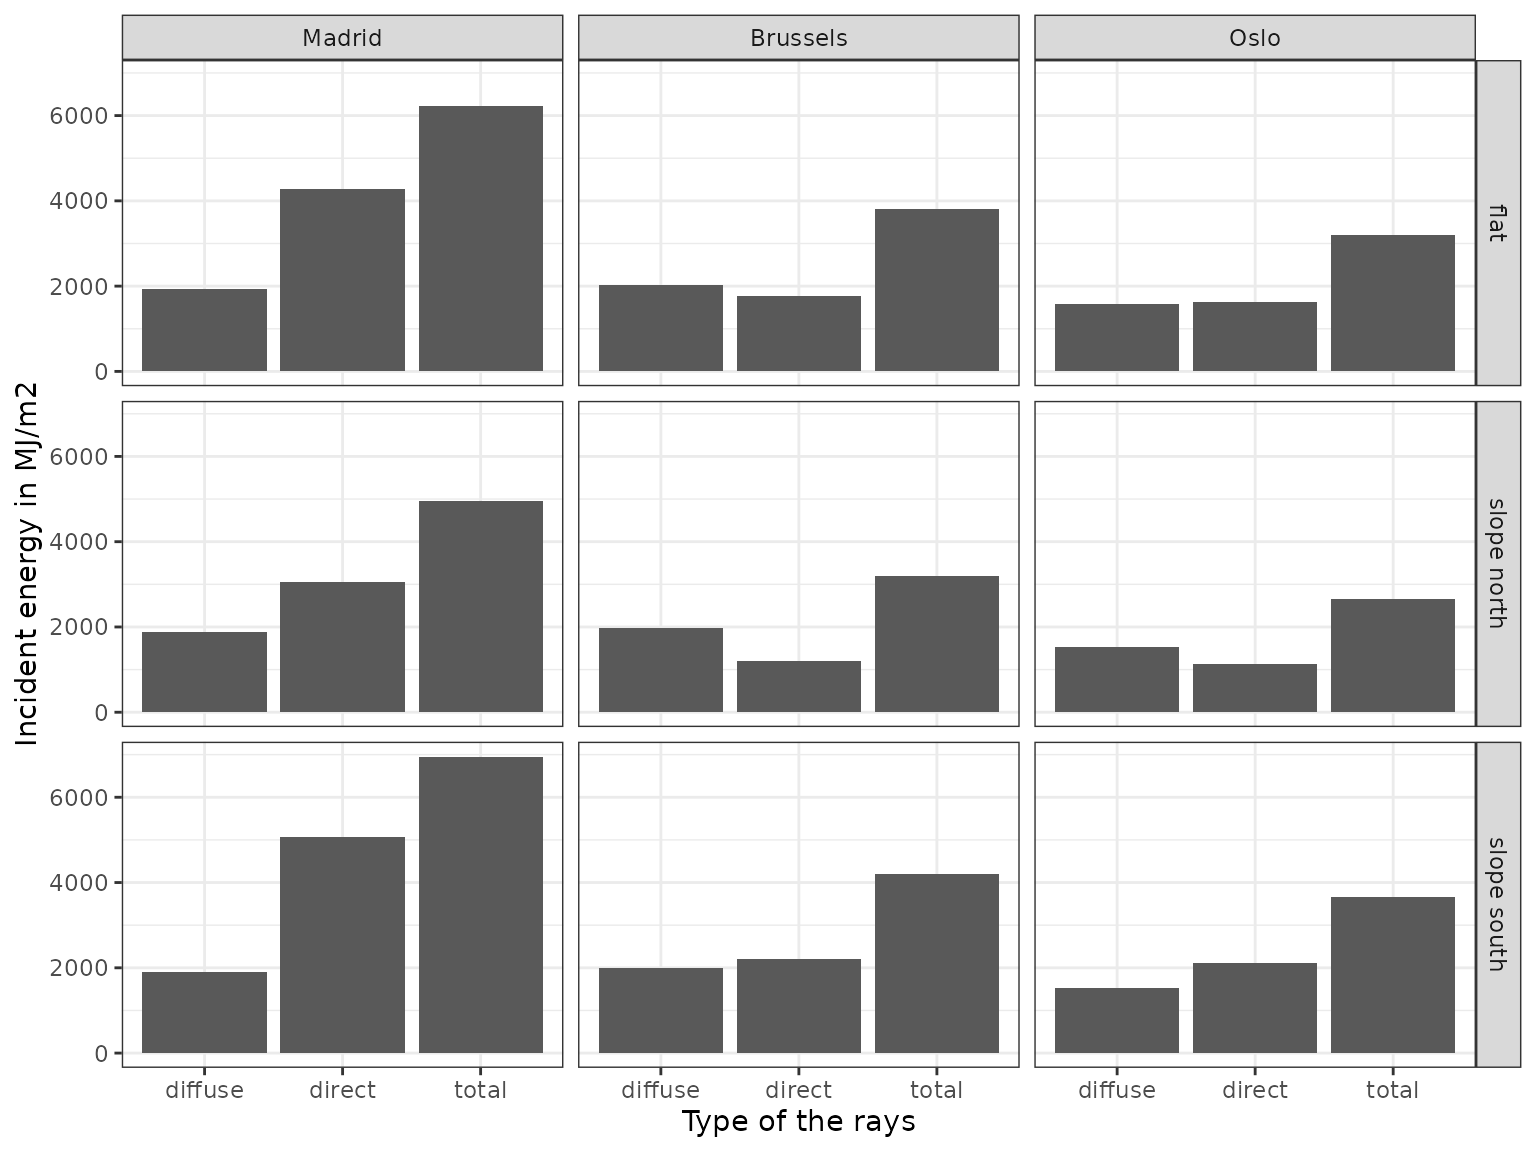 Madrid
Brussels
Oslo
6000
4000
2000
0
flat
6000
4000
2000
0
slope north
6000
4000
2000
0
slope south
Incident energy in MJ/m2
diffuse direct total
diffuse direct total
diffuse direct total
Type of the rays